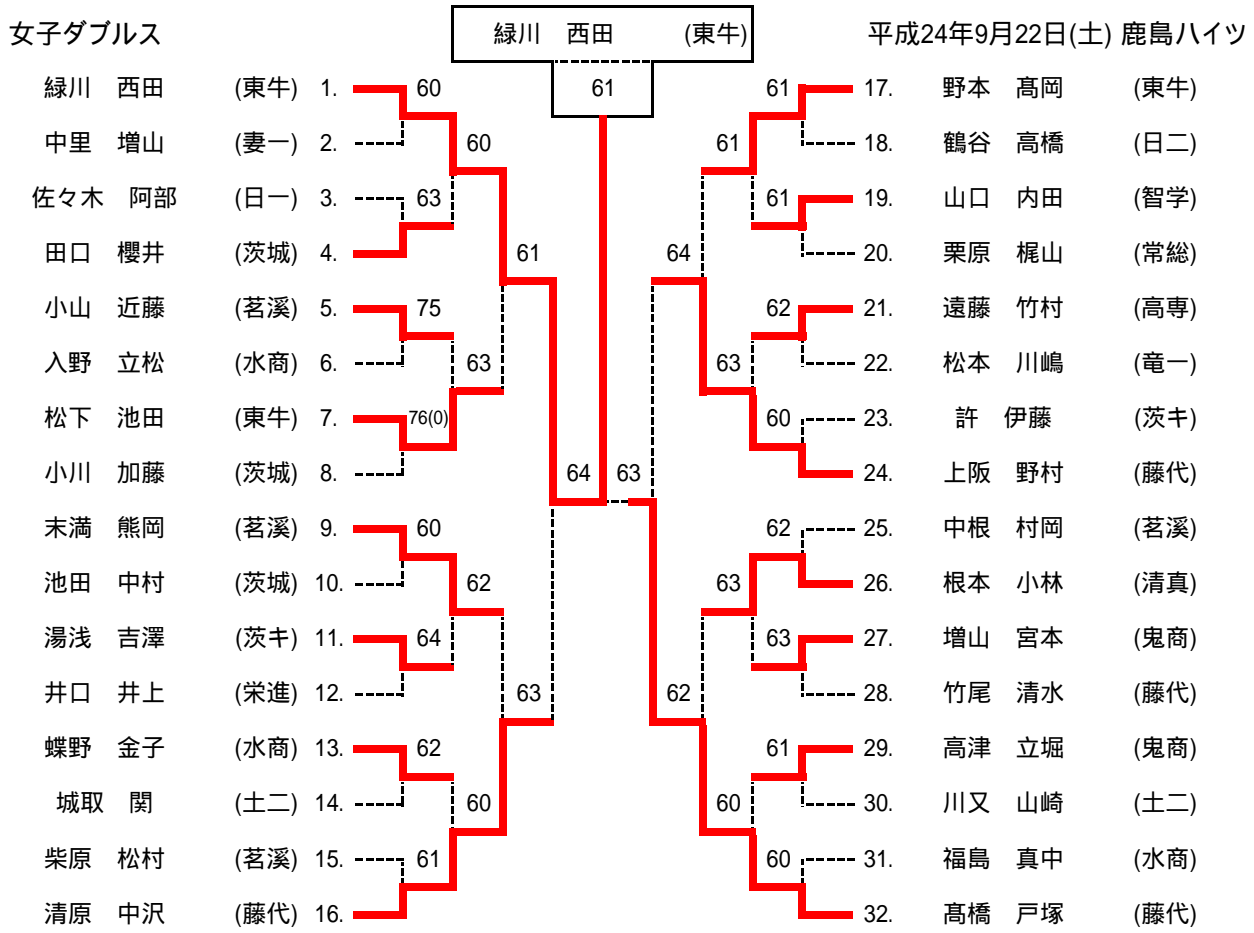 緑川 西田 (東牛)
女子ダブルス
平成24年9月22日(土) 鹿島ハイツ
61
緑川 西田 (東牛) 1. 60 61 17. 野本 髙岡 (東牛)
中里 増山 (妻一) 2. 60 61 18. 鶴谷 高橋 (日二)
佐々木 阿部 (日一) 3. 63 61 19. 山口 内田 (智学)
田口 櫻井 (茨城) 4. 61 64 20. 栗原 梶山 (常総)
小山 近藤 (茗溪) 5. 75 62 21. 遠藤 竹村 (高専)
入野 立松 (水商) 6. 63 63 22. 松本 川嶋 (竜一)
松下 池田 (東牛) 7. 76(0) 60 23. 許 伊藤 (茨キ)
小川 加藤 (茨城) 8. 64 63 24. 上阪 野村 (藤代)
末満 熊岡 (茗溪) 9. 60 62 25. 中根 村岡 (茗溪)
池田 中村 (茨城) 10. 62 63 26. 根本 小林 (清真)
湯浅 吉澤 (茨キ) 11. 64 63 27. 増山 宮本 (鬼商)
井口 井上 (栄進) 12. 63 62 28. 竹尾 清水 (藤代)
蝶野 金子 (水商) 13. 62 61 29. 高津 立堀 (鬼商)
城取 関 (土二) 14. 60 60 30. 川又 山崎 (土二)
柴原 松村 (茗溪) 15. 61 60 31. 福島 真中 (水商)
清原 中沢 (藤代) 16. 32. 髙橋 戸塚 (藤代)